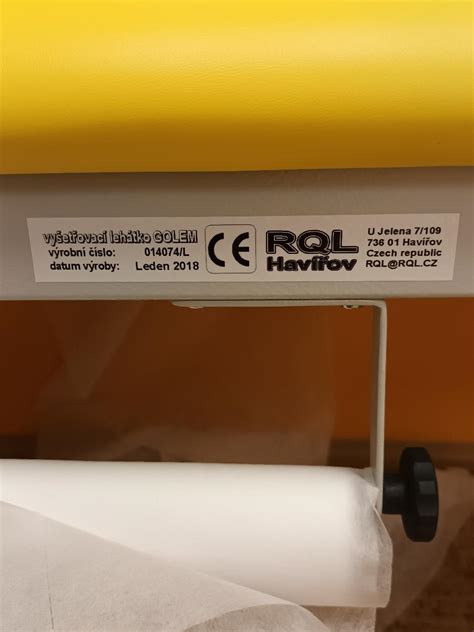 vyšetřovací lehátko GOLEM
výrobní číslo: 014074/L
datum výroby: Leden 2018
CE
RQL
Havířov
U Jelena 7/109
736 01 Havířov
Czech republic
RQL@RQL.CZ